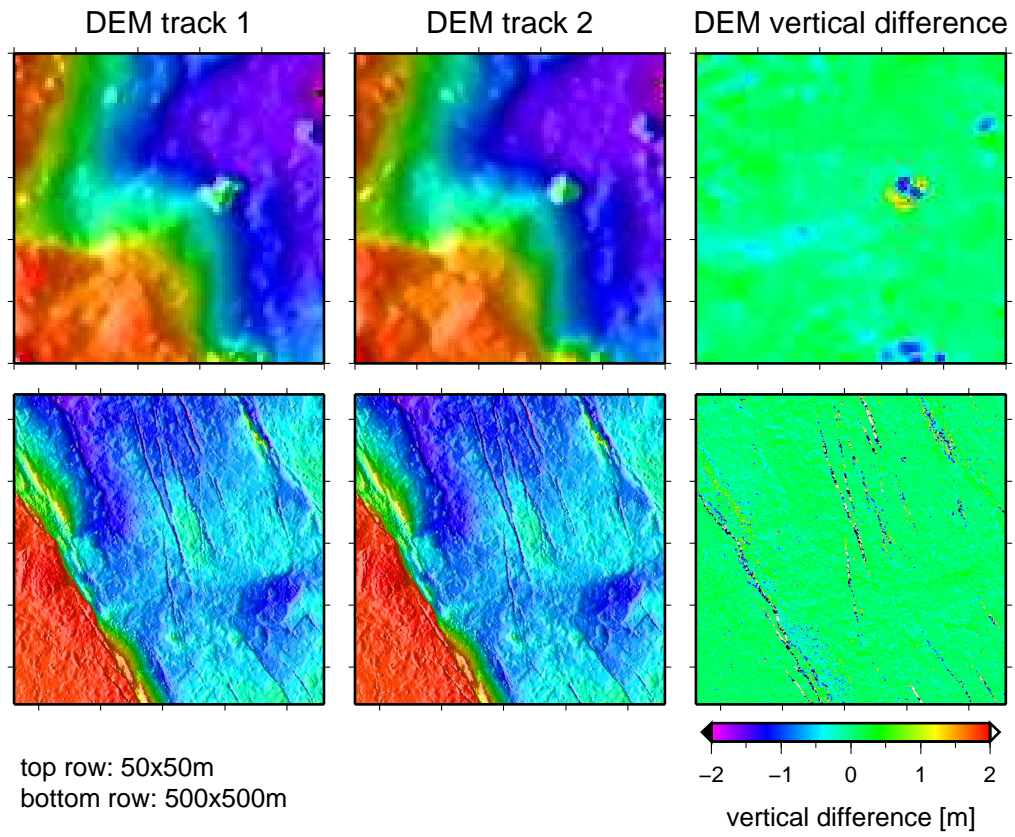 DEM track 1
DEM track 2
DEM vertical difference
−2 −1 0 1 2
vertical difference [m]
top row: 50x50m
bottom row: 500x500m